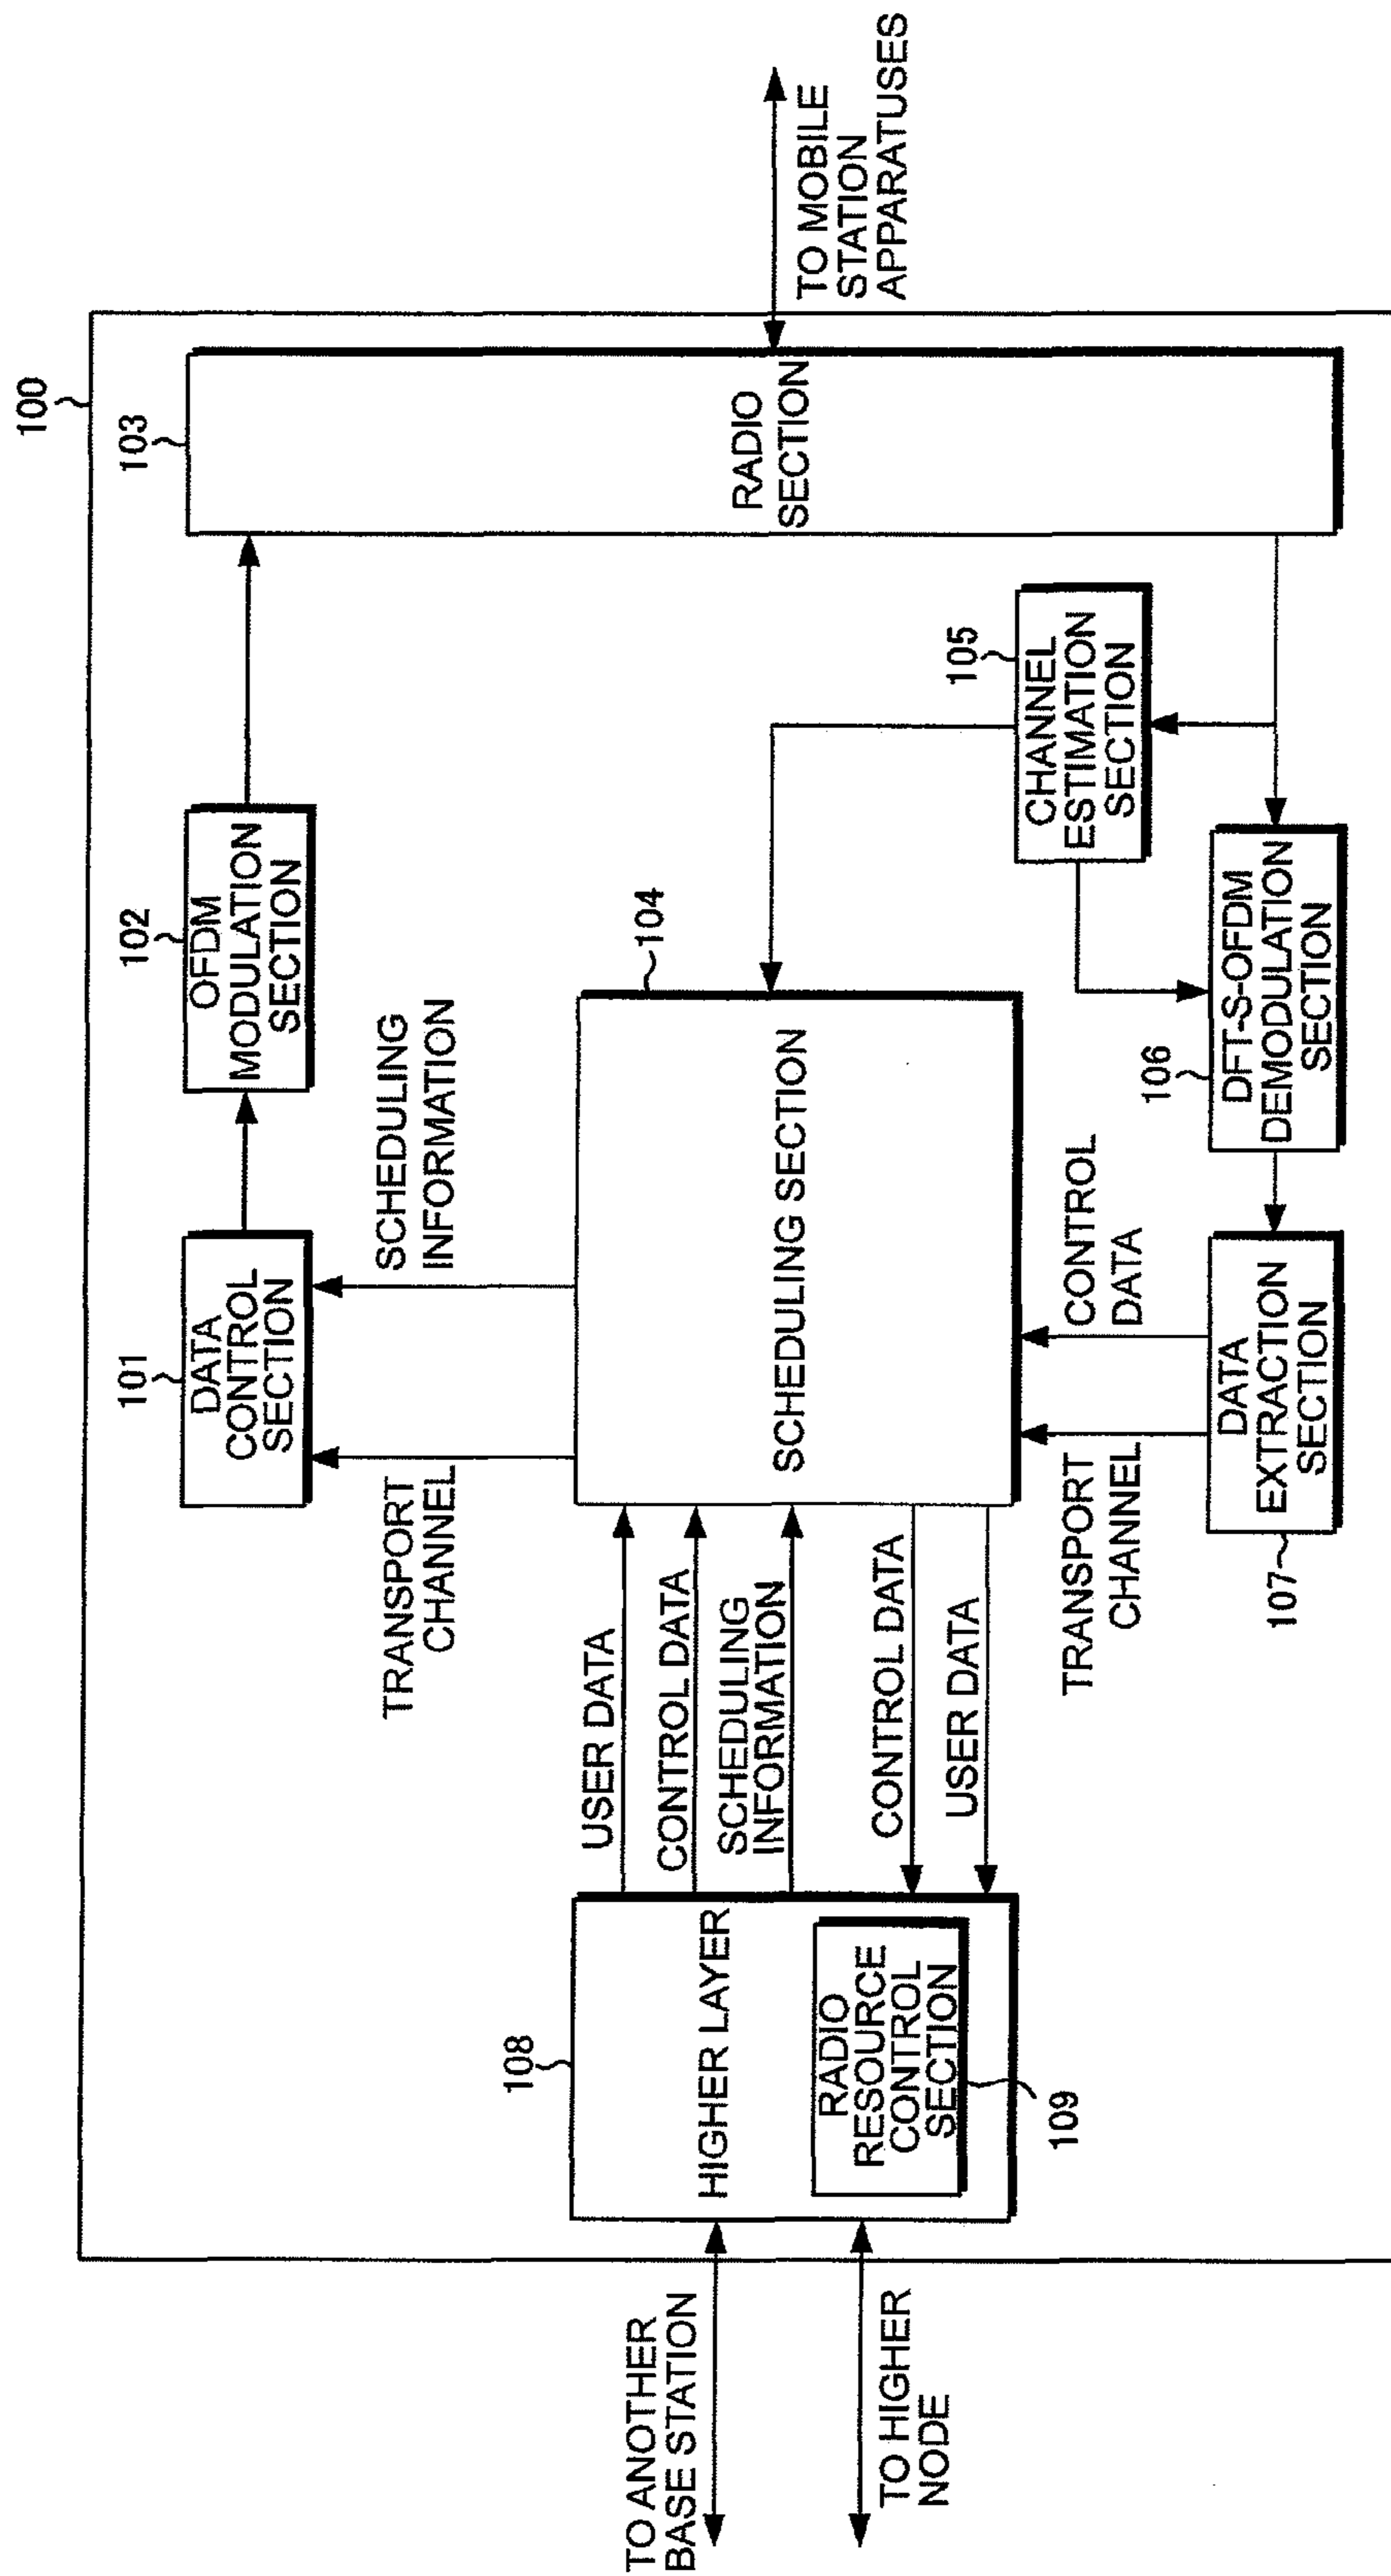 100
103
RADIO
SECTION
TO MOBILE
STATION
APPARATUSES
102
OFDM
MODULATION
SECTION
101
DATA
CONTROL
SECTION
TRANSPORT
CHANNEL
SCHEDULING
INFORMATION
104
SCHEDULING SECTION
105
CHANNEL
ESTIMATION
SECTION
106
DFT-S-OFDM
DEMODULATION
SECTION
107
DATA
EXTRACTION
SECTION
TRANSPORT
CHANNEL
CONTROL
DATA
USER DATA
CONTROL DATA
SCHEDULING
INFORMATION
CONTROL DATA
USER DATA
108
HIGHER LAYER
RADIO
RESOURCE
CONTROL
SECTION
109
TO ANOTHER
BASE STATION
TO HIGHER
NODE